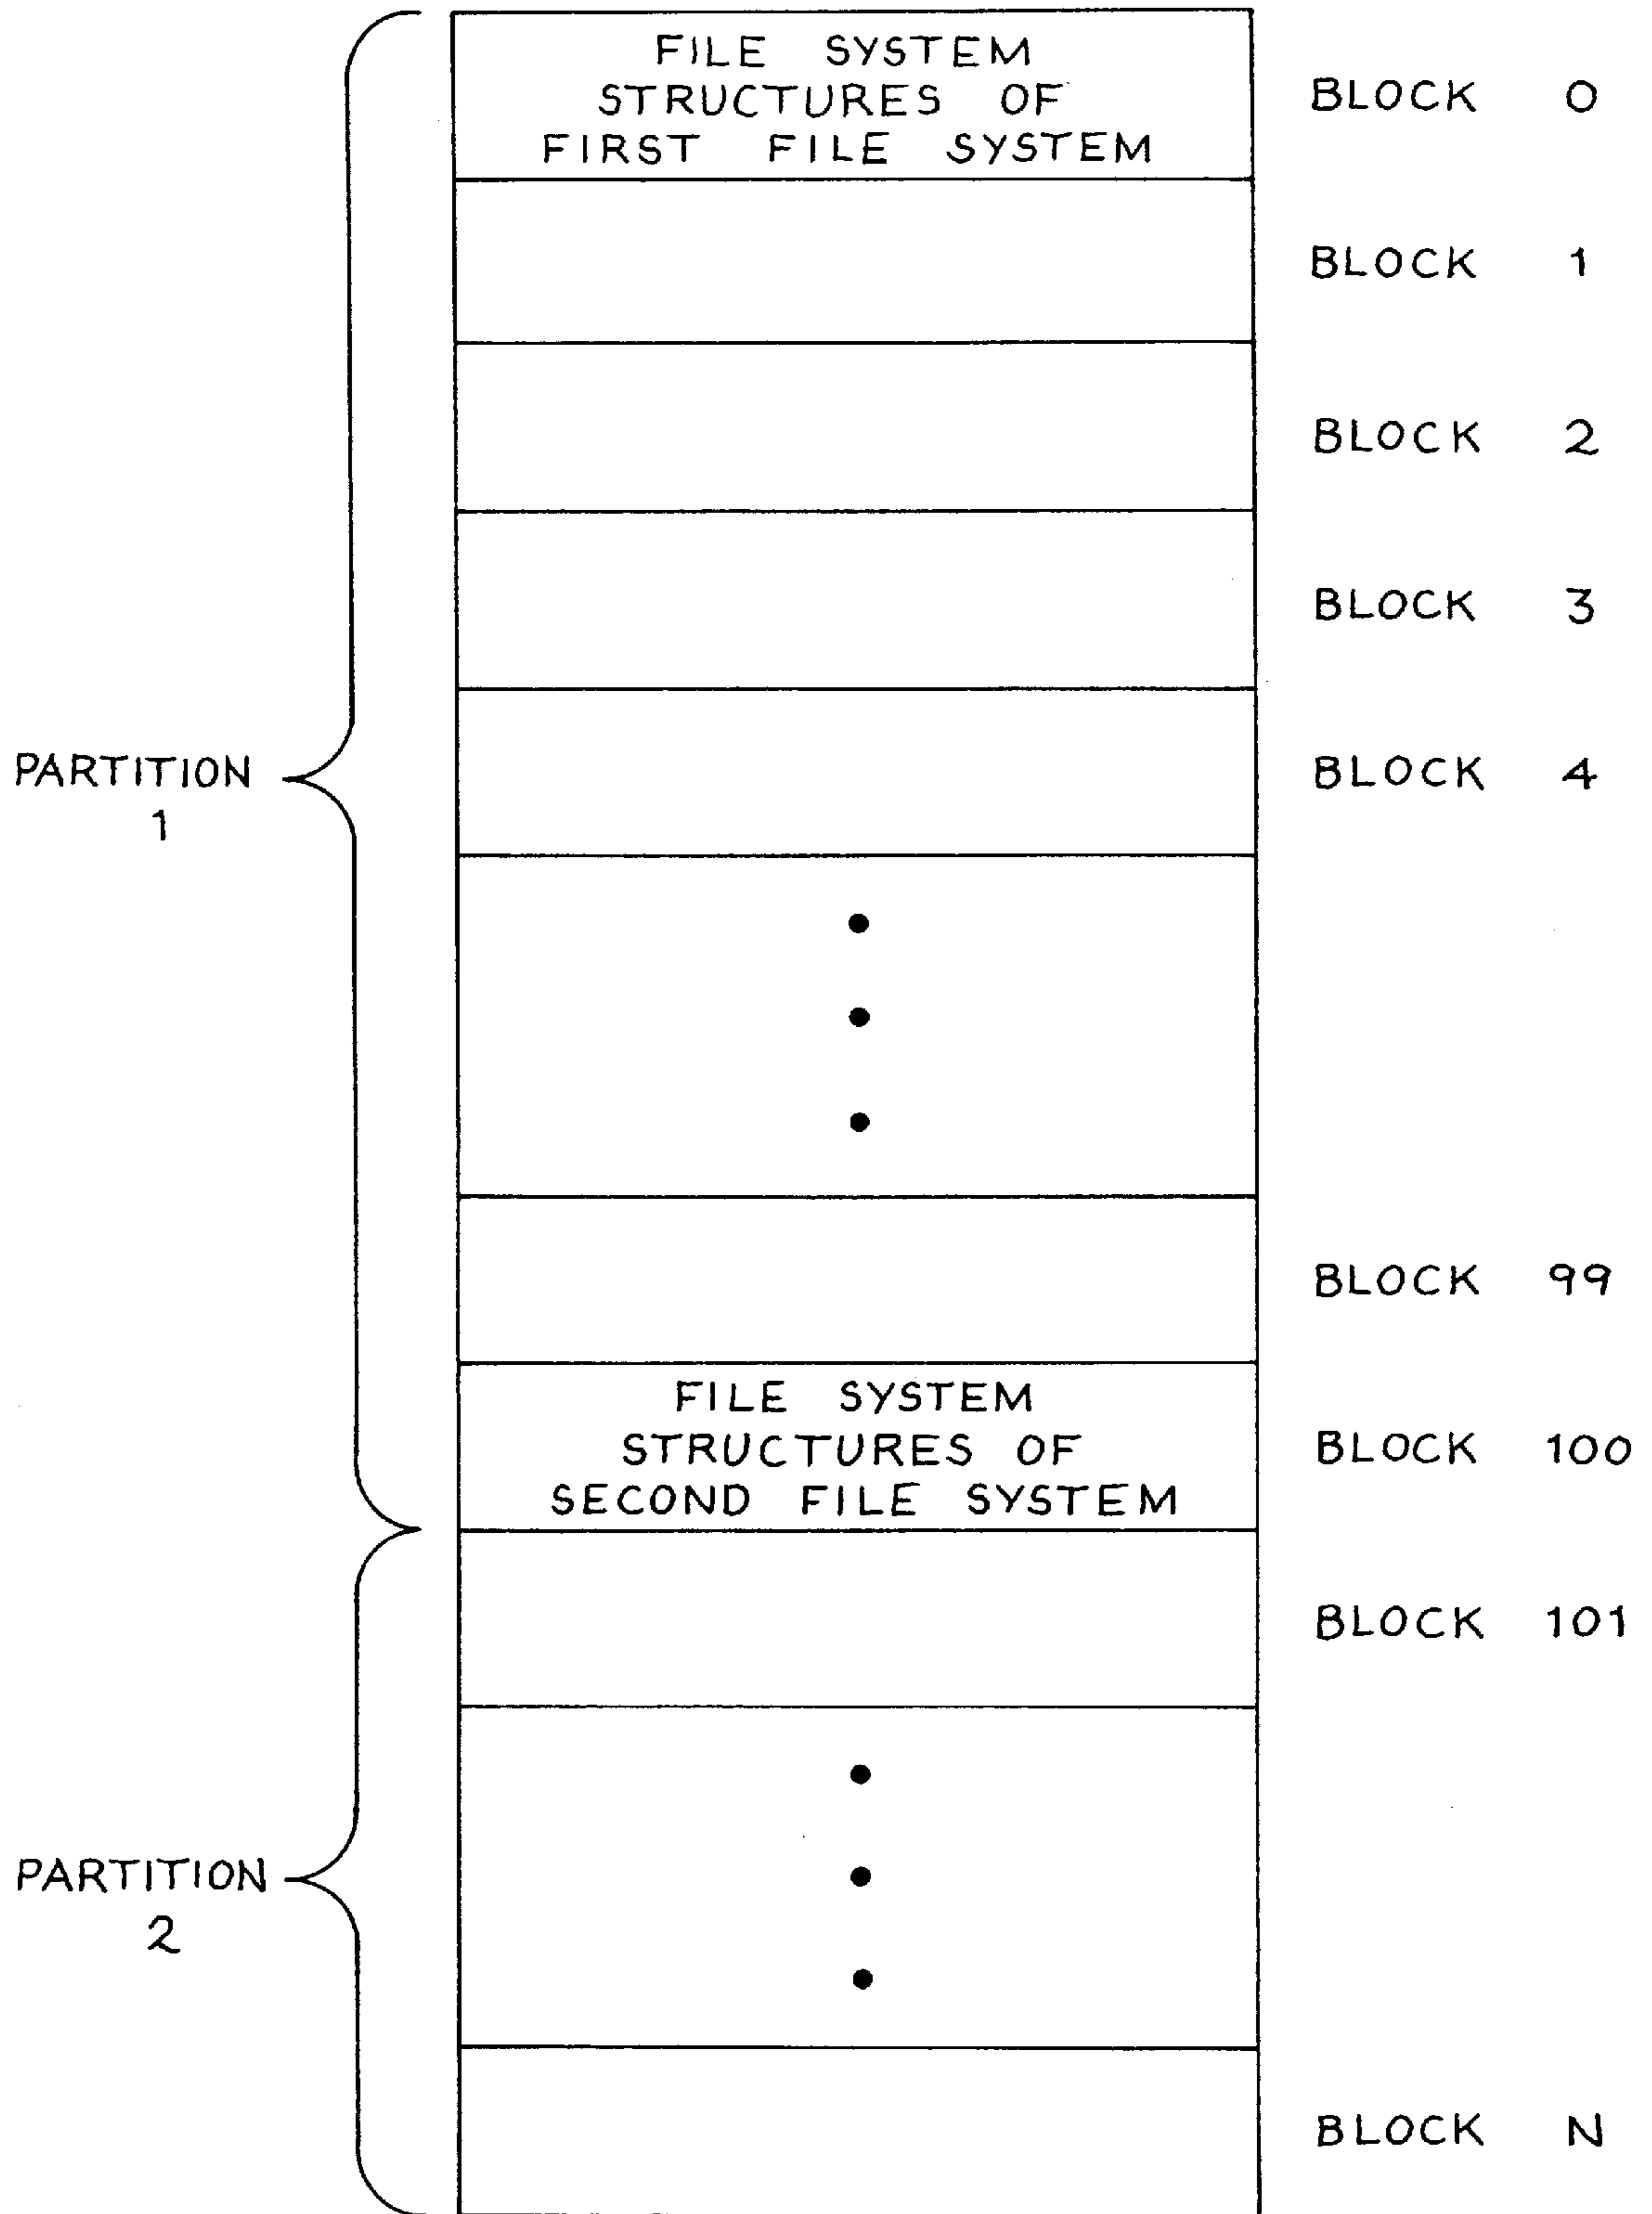 FILE SYSTEM
STRUCTURES OF
FIRST FILE SYSTEM
BLOCK 0
BLOCK 1
BLOCK 2
BLOCK 3
PARTITION
1
BLOCK 4
BLOCK 99
FILE SYSTEM
STRUCTURES OF
SECOND FILE SYSTEM
BLOCK 100
BLOCK 101
PARTITION
2
BLOCK N